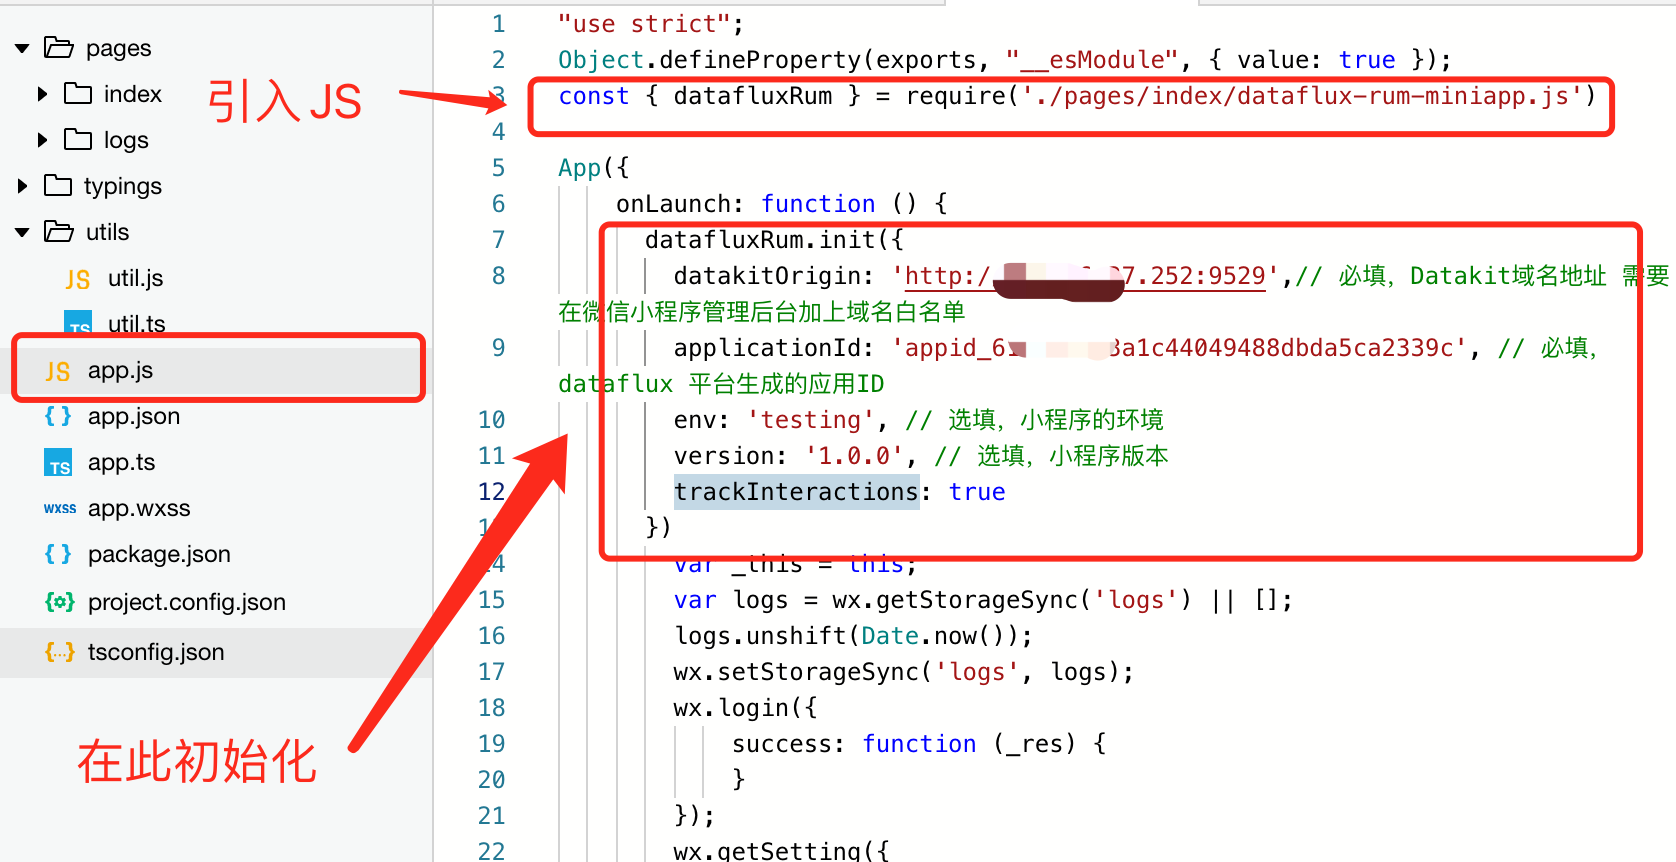 pages
index
logs
typings
utils
util.js
util.ts
app.js
app.json
app.ts
app.wxss
package.json
project.config.json
tsconfig.json
引入 JS
在此初始化
1 "use strict";
2 Object.defineProperty(exports, "__esModule", { value: true });
3 const { datafluxRum } = require('./pages/index/dataflux-rum-miniapp.js')
4
5 App({
6 onLaunch: function () {
7 datafluxRum.init({
8 datakitOrigin: 'http:/ 37.252:9529',// 必填，Datakit域名地址 需要
在微信小程序管理后台加上域名白名单
9 applicationId: 'appid_6 3a1c44049488dbda5ca2339c', // 必填，
dataflux 平台生成的应用ID
10 env: 'testing', // 选填，小程序的环境
11 version: '1.0.0', // 选填，小程序版本
12 trackInteractions: true
13 })
14 var _this = this;
15 var logs = wx.getStorageSync('logs') || [];
16 logs.unshift(Date.now());
17 wx.setStorageSync('logs', logs);
18 wx.login({
19 success: function (_res) {
20 }
21 });
22 wx.getSetting({